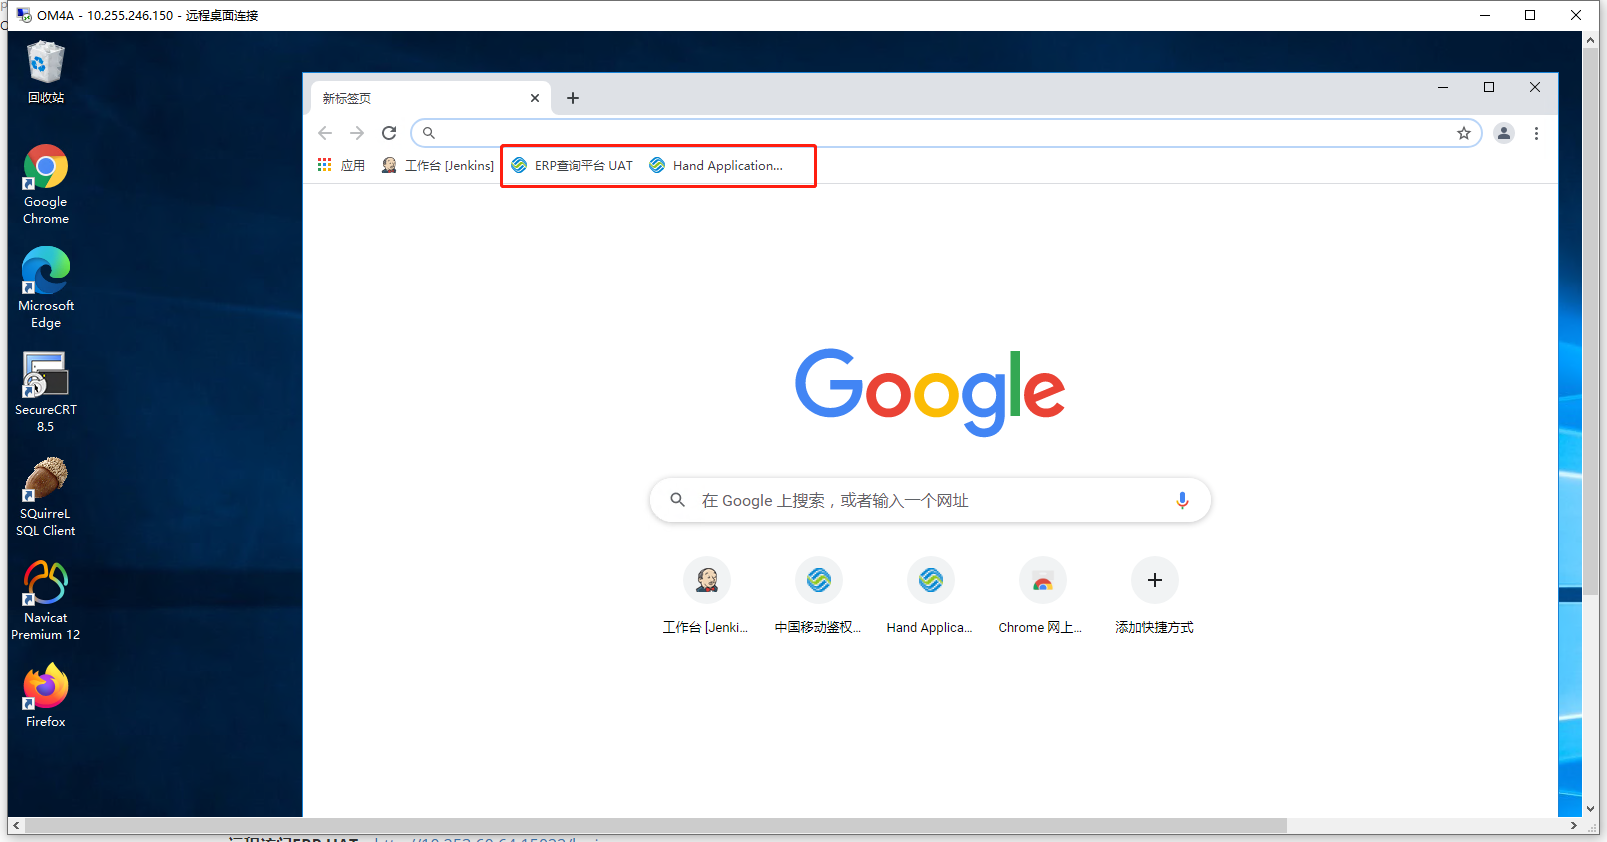 OM4A - 10.255.246.150 - 远程桌面连接
回收站
Google
Chrome
Microsoft
Edge
SecureCRT
8.5
SQuirreL
SQL Client
Navicat
Premium 12
Firefox
新标签页
应用
工作台 [Jenkins]
ERP查询平台 UAT
Hand Application...
Google
在 Google 上搜索，或者输入一个网址
工作台 [Jenki...
中国移动鉴权...
Hand Applica...
Chrome 网上...
添加快捷方式